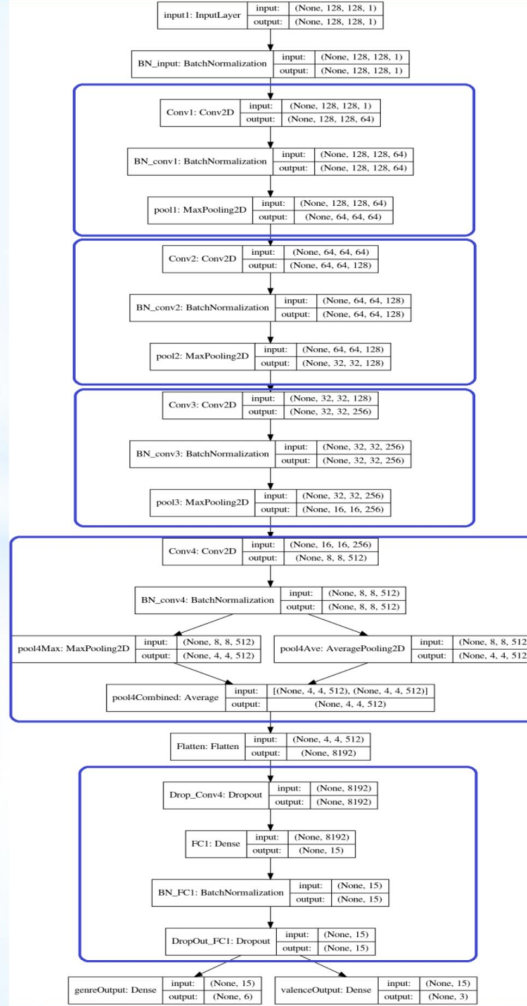 input1: InputLayer input: (None, 128, 128, 1)
output: (None, 128, 128, 1)
BN_input: BatchNormalization input: (None, 128, 128, 1)
output: (None, 128, 128, 1)
Conv1: Conv2D input: (None, 128, 128, 1)
output: (None, 128, 128, 64)
BN_conv1: BatchNormalization input: (None, 128, 128, 64)
output: (None, 128, 128, 64)
pool1: MaxPooling2D input: (None, 128, 128, 64)
output: (None, 64, 64, 64)
Conv2: Conv2D input: (None, 64, 64, 64)
output: (None, 64, 64, 128)
BN_conv2: BatchNormalization input: (None, 64, 64, 128)
output: (None, 64, 64, 128)
pool2: MaxPooling2D input: (None, 64, 64, 128)
output: (None, 32, 32, 128)
Conv3: Conv2D input: (None, 32, 32, 128)
output: (None, 32, 32, 256)
BN_conv3: BatchNormalization input: (None, 32, 32, 256)
output: (None, 32, 32, 256)
pool3: MaxPooling2D input: (None, 32, 32, 256)
output: (None, 16, 16, 256)
Conv4: Conv2D input: (None, 16, 16, 256)
output: (None, 8, 8, 512)
BN_conv4: BatchNormalization input: (None, 8, 8, 512)
output: (None, 8, 8, 512)
pool4Max: MaxPooling2D input: (None, 8, 8, 512)
output: (None, 4, 4, 512)
pool4Ave: AveragePooling2D input: (None, 8, 8, 512
output: (None, 4, 4, 512
pool4Combined: Average input: [(None, 4, 4, 512), (None, 4, 4, 512)]
output: (None, 4, 4, 512)
Flatten: Flatten input: (None, 4, 4, 512)
output: (None, 8192)
Drop_Conv4: Dropout input: (None, 8192)
output: (None, 8192)
FC1: Dense input: (None, 8192)
output: (None, 15)
BN_FC1: BatchNormalization input: (None, 15)
output: (None, 15)
DropOut_FC1: Dropout input: (None, 15)
output: (None, 15)
genreOutput: Dense input: (None, 15)
output: (None, 6)
valenceOutput: Dense input: (None, 15)
output: (None, 3)